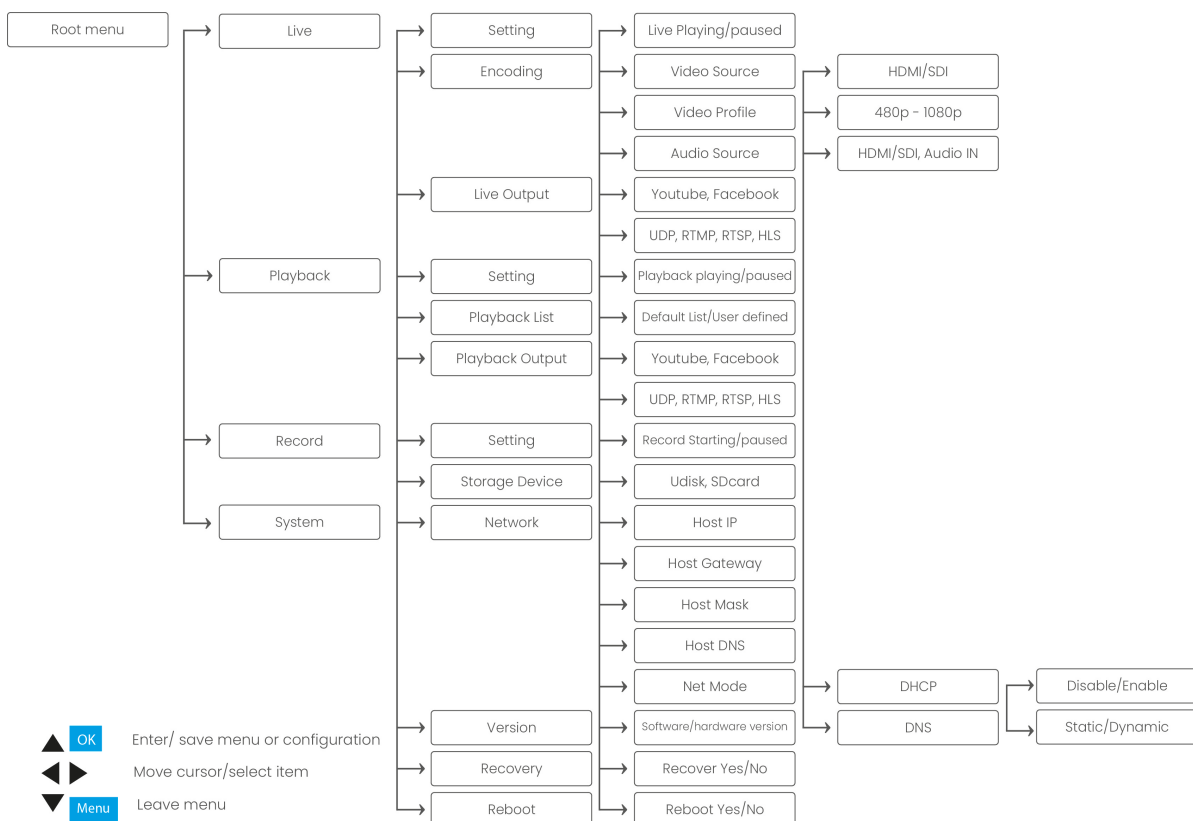 Root menu
Live
Setting
Live Playing/paused
Encoding
Video Source
HDMI/SDI
Video Profile
480p - 1080p
Audio Source
HDMI/SDI, Audio IN
Live Output
Youtube, Facebook
UDP, RTMP, RTSP, HLS
Playback
Setting
Playback playing/paused
Playback List
Default List/User defined
Playback Output
Youtube, Facebook
UDP, RTMP, RTSP, HLS
Record
Setting
Record Starting/paused
Storage Device
Udisk, SDcard
System
Network
Host IP
Host Gateway
Host Mask
Host DNS
Net Mode
DHCP
Disable/Enable
Version
Software/hardware version
DNS
Static/Dynamic
Recovery
Recover Yes/No
Reboot
Reboot Yes/No
OK Enter/ save menu or configuration
Move cursor/select item
Menu Leave menu